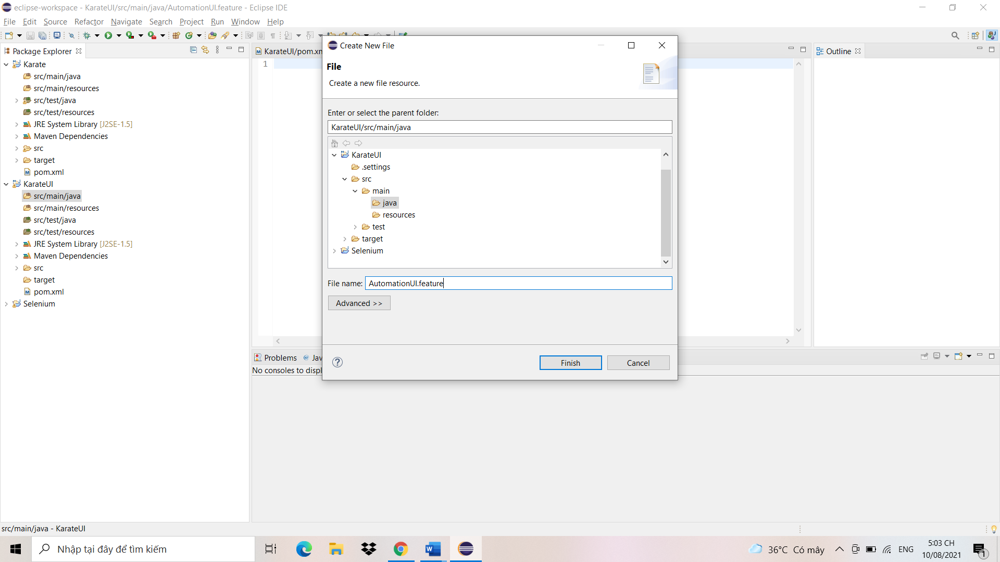 eclipse-workspace - KarateUI/src/main/java/AutomationUI.feature - Eclipse IDE
File Edit Source Refactor Navigate Search Project Run Window Help
Package Explorer
Karate
src/main/java
src/main/resources
src/test/java
src/test/resources
JRE System Library [J2SE-1.5]
Maven Dependencies
src
target
pom.xml
KarateUI
src/main/java
src/main/resources
src/test/java
src/test/resources
JRE System Library [J2SE-1.5]
Maven Dependencies
src
target
pom.xml
Selenium
KarateUI/pom.xm
1
Create New File
File
Create a new file resource.
Enter or select the parent folder:
KarateUI/src/main/java
KarateUI
.settings
src
main
java
resources
test
target
Selenium
File name: AutomationUI.feature
Advanced >>
Finish Cancel
Outline
Problems @ Jav
No consoles to displ
src/main/java - KarateUI
Nhập tại đây để tìm kiếm
36°C Có mây
ENG
5:03 CH
10/08/2021
1